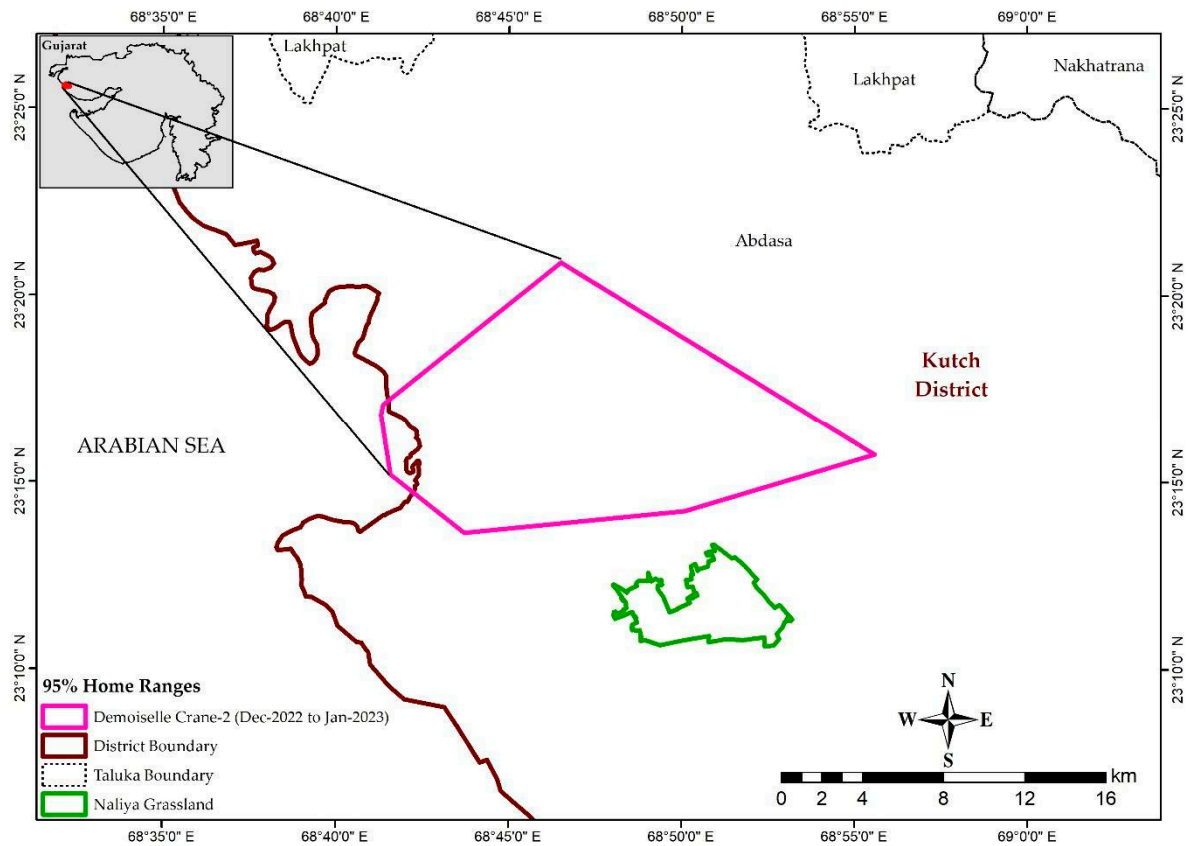 68°35'0" E
68°40'0" E
68°45'0" E
68°50'0" E
68°55'0" E
69°0'0" E
Gujarat
Lakhpat
Lakhpat
Nakhatrana
23°25'0" N
23°25'0" N
Abdasa
23°20'0" N
23°20'0" N
Kutch
District
ARABIAN SEA
23°15'0" N
23°15'0" N
23°10'0" N
23°10'0" N
95% Home Ranges
Demoiselle Crane-2 (Dec-2022 to Jan-2023)
District Boundary
Taluka Boundary
Naliya Grassland
N
W
E
S
km
0 2 4 8 12 16
68°35'0" E
68°40'0" E
68°45'0" E
68°50'0" E
68°55'0" E
69°0'0" E